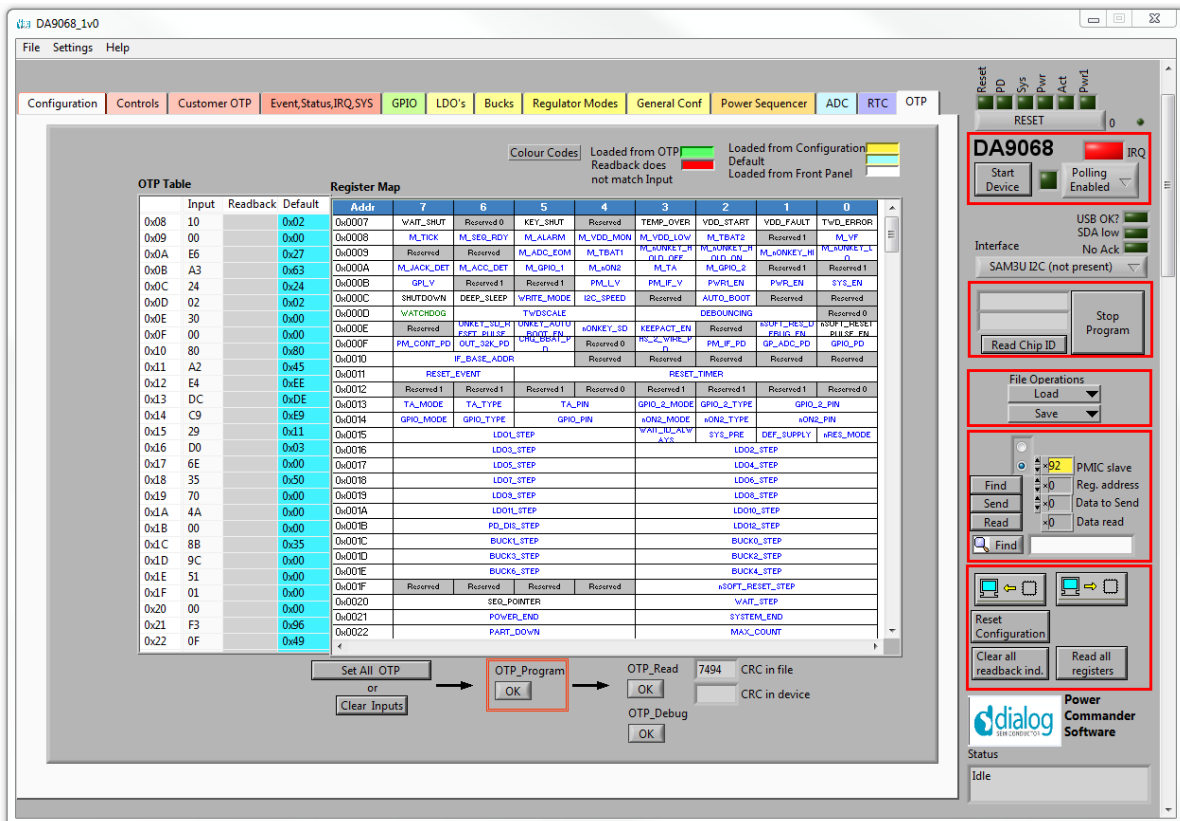 DA9068_1v0
File Settings Help
Configuration Controls Customer OTP Event,Status,IRQ,SYS GPIO LDO's Bucks Regulator Modes General Conf Power Sequencer ADC RTC OTP
Colour Codes
Loaded from OTP
Readback does
not match Input
Loaded from Configuration
Default
Loaded from Front Panel
OTP Table
Input Readback Default
0x08 10 0x02
0x09 00 0x00
0x0A E6 0x27
0x0B A3 0x63
0x0C 24 0x24
0x0D 02 0x02
0x0E 30 0x00
0x0F 00 0x00
0x10 80 0x80
0x11 A2 0x45
0x12 E4 0xEE
0x13 DC 0xDE
0x14 C9 0xE9
0x15 29 0x11
0x16 D0 0x03
0x17 6E 0x00
0x18 35 0x50
0x19 70 0x00
0x1A 4A 0x00
0x1B 00 0x00
0x1C 8B 0x35
0x1D 9C 0x00
0x1E 51 0x00
0x1F 01 0x00
0x20 00 0x00
0x21 F3 0x96
0x22 0F 0x49
Register Map
Addr 7 6 5 4 3 2 1 0
0x0007 WAIT_SHUT Reserved 0 KEY_SHUT Reserved TEMP_OVER VDD_START VDD_FAULT TWD_ERROR
0x0008 M_TICK M_SEQ_RDY M_ALARM M_VDD_MON M_VDD_LOW M_TBAT2 Reserved 1 M_VF
0x0009 Reserved Reserved M_ADC_EOM M_TBAT1 M_nONKEY_HOLD_OFF M_nONKEY_HOLD_ON M_nONKEY_HI M_nONKEY_LO
0x000A M_JACK_DET M_ACC_DET M_GPIO_1 M_nON2 M_TA M_GPIO_2 Reserved 1 Reserved 1
0x000B GPI_V Reserved 1 Reserved 1 PM_I_V PM_IF_V PWR1_EN PWR_EN SYS_EN
0x000C SHUTDOWN DEEP_SLEEP WRITE_MODE I2C_SPEED Reserved AUTO_BOOT Reserved Reserved 0
0x000D WATCHDOG TWDSCALE DEBOUNCING Reserved 0
0x000E Reserved ONKEY_SD_RESET_PULSE ONKEY_AUTOBOOT_EN nONKEY_SD KEEPACT_EN Reserved nSOFT_RES_DEBUG_EN nSOFT_RESET PULSE_EN
0x000F PM_CONT_PD OUT_32K_PD CHG_BBAT_PD Reserved 0 HS_2_WIRE_PD PM_IF_PD GP_ADC_PD GPIO_PD
0x0010 IF_BASE_ADDR Reserved Reserved Reserved Reserved Reserved
0x0011 RESET_EVENT RESET_TIMER
0x0012 Reserved 1 Reserved 1 Reserved 1 Reserved 1 Reserved 1 Reserved 1 Reserved 1 Reserved 0
0x0013 TA_MODE TA_TYPE TA_PIN GPIO_2_MODE GPIO_2_TYPE GPIO_2_PIN
0x0014 GPIO_MODE GPIO_TYPE GPIO_PIN nON2_MODE nON2_TYPE nON2_PIN
0x0015 LDO1_STEP WAIT_ID_ALWAYS SYS_PRE DEF_SUPPLY nRES_MODE
0x0016 LDO3_STEP LDO2_STEP
0x0017 LDO5_STEP LDO4_STEP
0x0018 LDO7_STEP LDO6_STEP
0x0019 LDO9_STEP LDO8_STEP
0x001A LDO11_STEP LDO10_STEP
0x001B PD_DIS_STEP LDO12_STEP
0x001C BUCK1_STEP BUCK0_STEP
0x001D BUCK3_STEP BUCK2_STEP
0x001E BUCK6_STEP BUCK4_STEP
0x001F Reserved Reserved Reserved Reserved nSOFT_RESET_STEP
0x0020 SEQ_POINTER WAIT_STEP
0x0021 POWER_END SYSTEM_END
0x0022 PART_DOWN MAX_COUNT
Set All OTP
or
Clear Inputs
OTP_Program
OK
OTP_Read
OK
7494 CRC in file
CRC in device
OTP_Debug
OK
Reset PD Sys Pwr Act Pwr1
RESET 0
DA9068 IRQ
Start
Device
Polling
Enabled
USB OK?
SDA low
No Ack
Interface
SAM3U I2C (not present)
Read Chip ID
Stop
Program
File Operations
Load
Save
×92 PMIC slave
Find ×0 Reg. address
Send ×0 Data to Send
Read ×0 Data read
Find
Reset
Configuration
Clear all
readback ind.
Read all
registers
dialog
SEMICONDUCTOR
Power
Commander
Software
Status
Idle